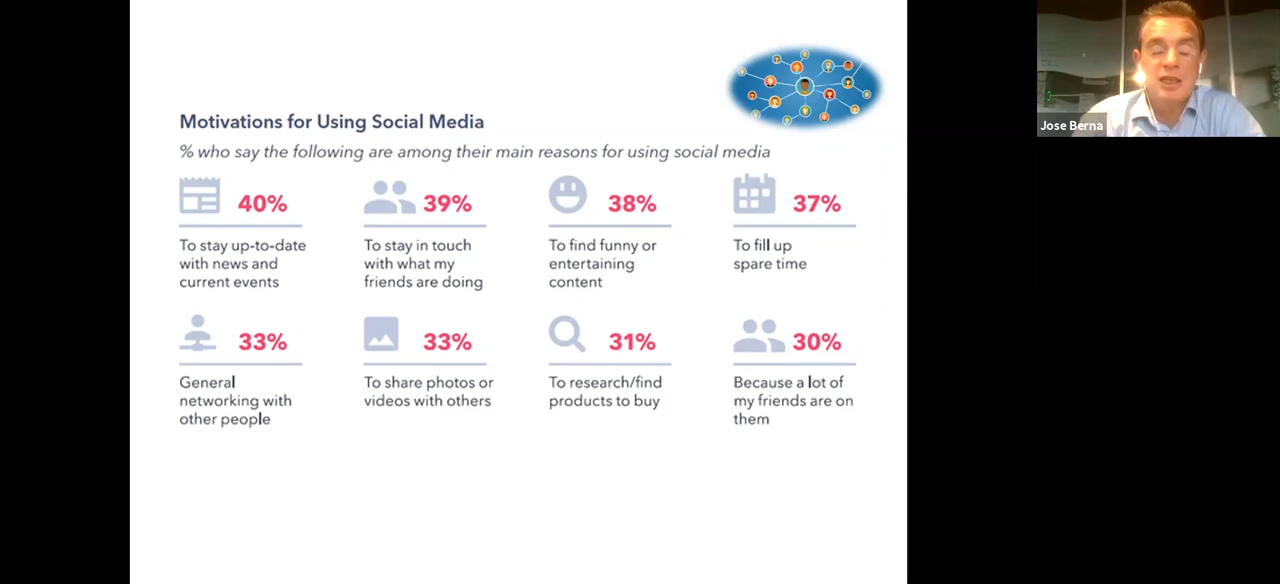 Motivations for Using Social Media
% who say the following are among their main reasons for using social media
40%
To stay up-to-date
with news and
current events
39%
To stay in touch
with what my
friends are doing
38%
To find funny or
entertaining
content
37%
To fill up
spare time
33%
General
networking with
other people
33%
To share photos or
videos with others
31%
To research/find
products to buy
30%
Because a lot of
my friends are on
them
Jose Berna